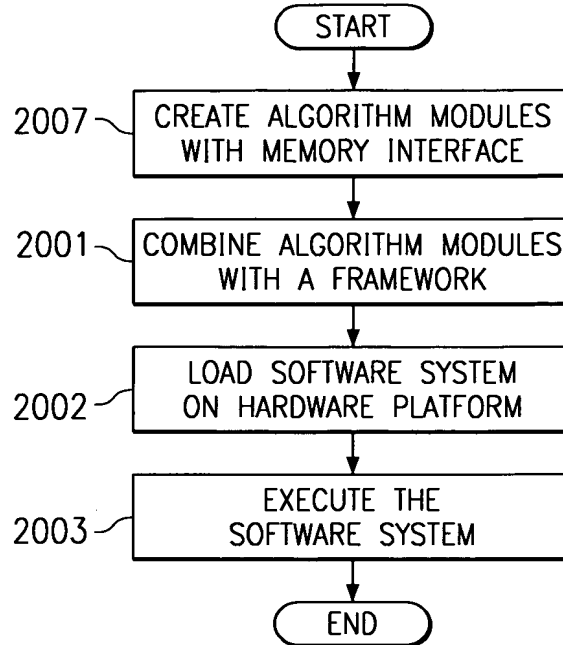 START
2007
CREATE ALGORITHM MODULES
WITH MEMORY INTERFACE
2001
COMBINE ALGORITHM MODULES
WITH A FRAMEWORK
2002
LOAD SOFTWARE SYSTEM
ON HARDWARE PLATFORM
2003
EXECUTE THE
SOFTWARE SYSTEM
END